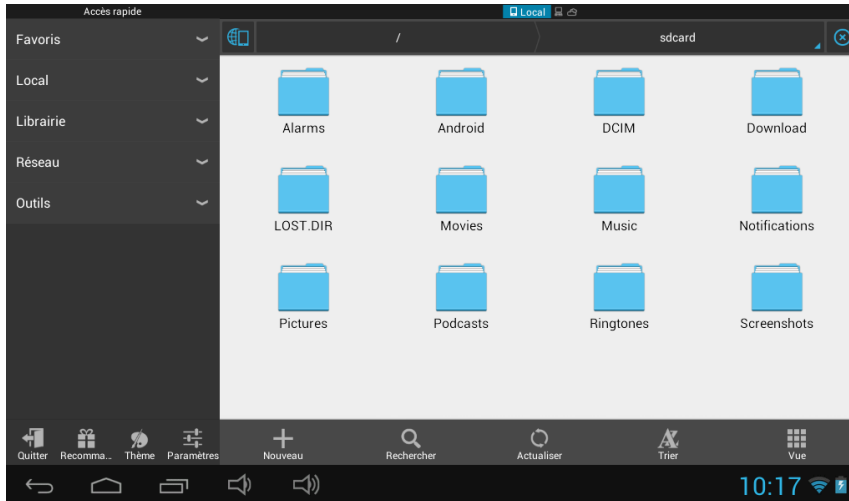 Accès rapide
Local
Favoris
Local
Librairie
Réseau
Outils
/ sdcard
Alarms Android DCIM Download
LOST.DIR Movies Music Notifications
Pictures Podcasts Ringtones Screenshots
Quitter Recomma... Thème Paramètres
Nouveau Rechercher Actualiser Trier Vue
10:17